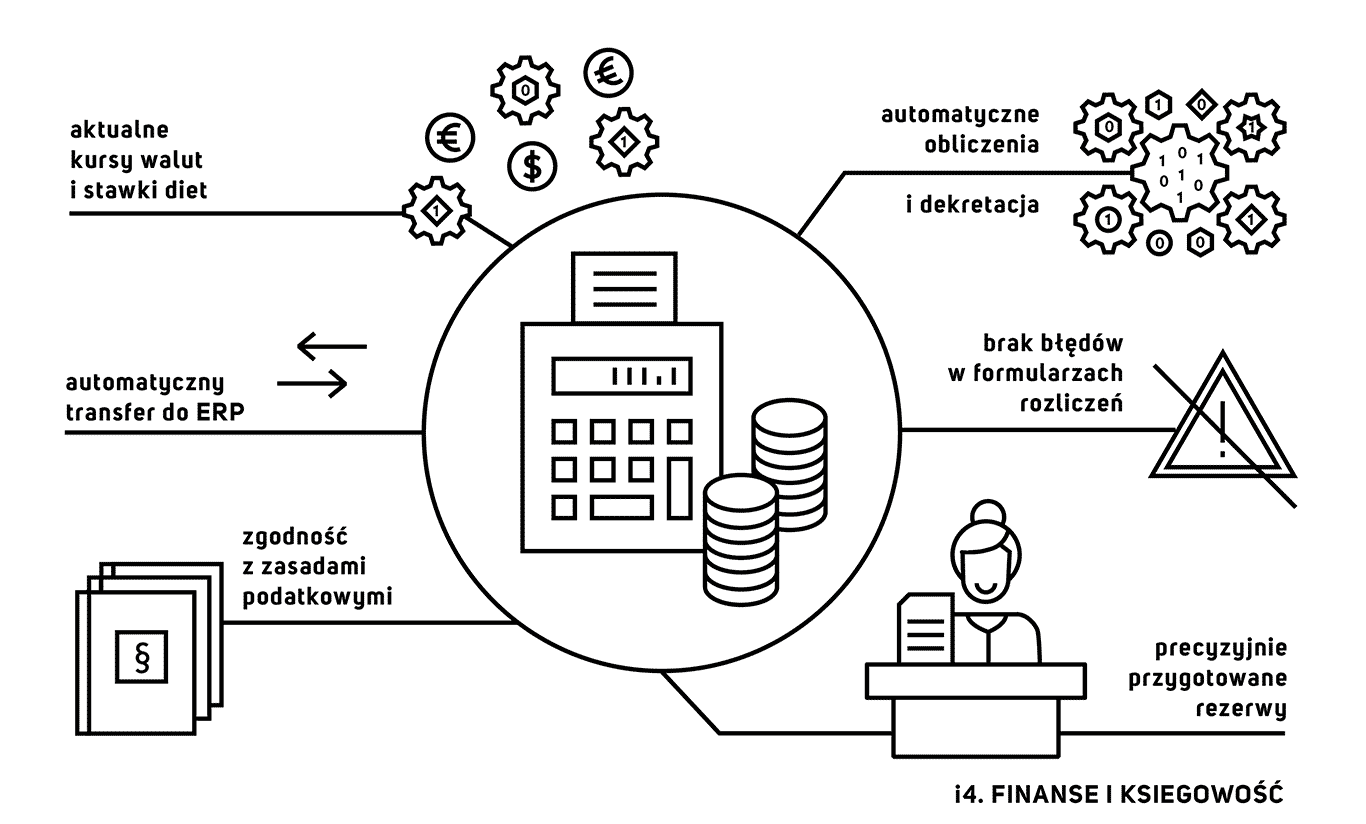 aktualne
kursy walut
i stawki diet
automatyczny
transfer do ERP
zgodność
z zasadami
podatkowymi
§
automatyczne
obliczenia
i dekretacja
brak błędów
w formularzach
rozliczeń
precyzyjnie
przygotowane
rezerwy
€
€
$
0
1
1
0
1
0
1
1
0
1
0
1
0
1
1
1
0
0
!
i4. FINANSE I KSIEGOWOŚĆ